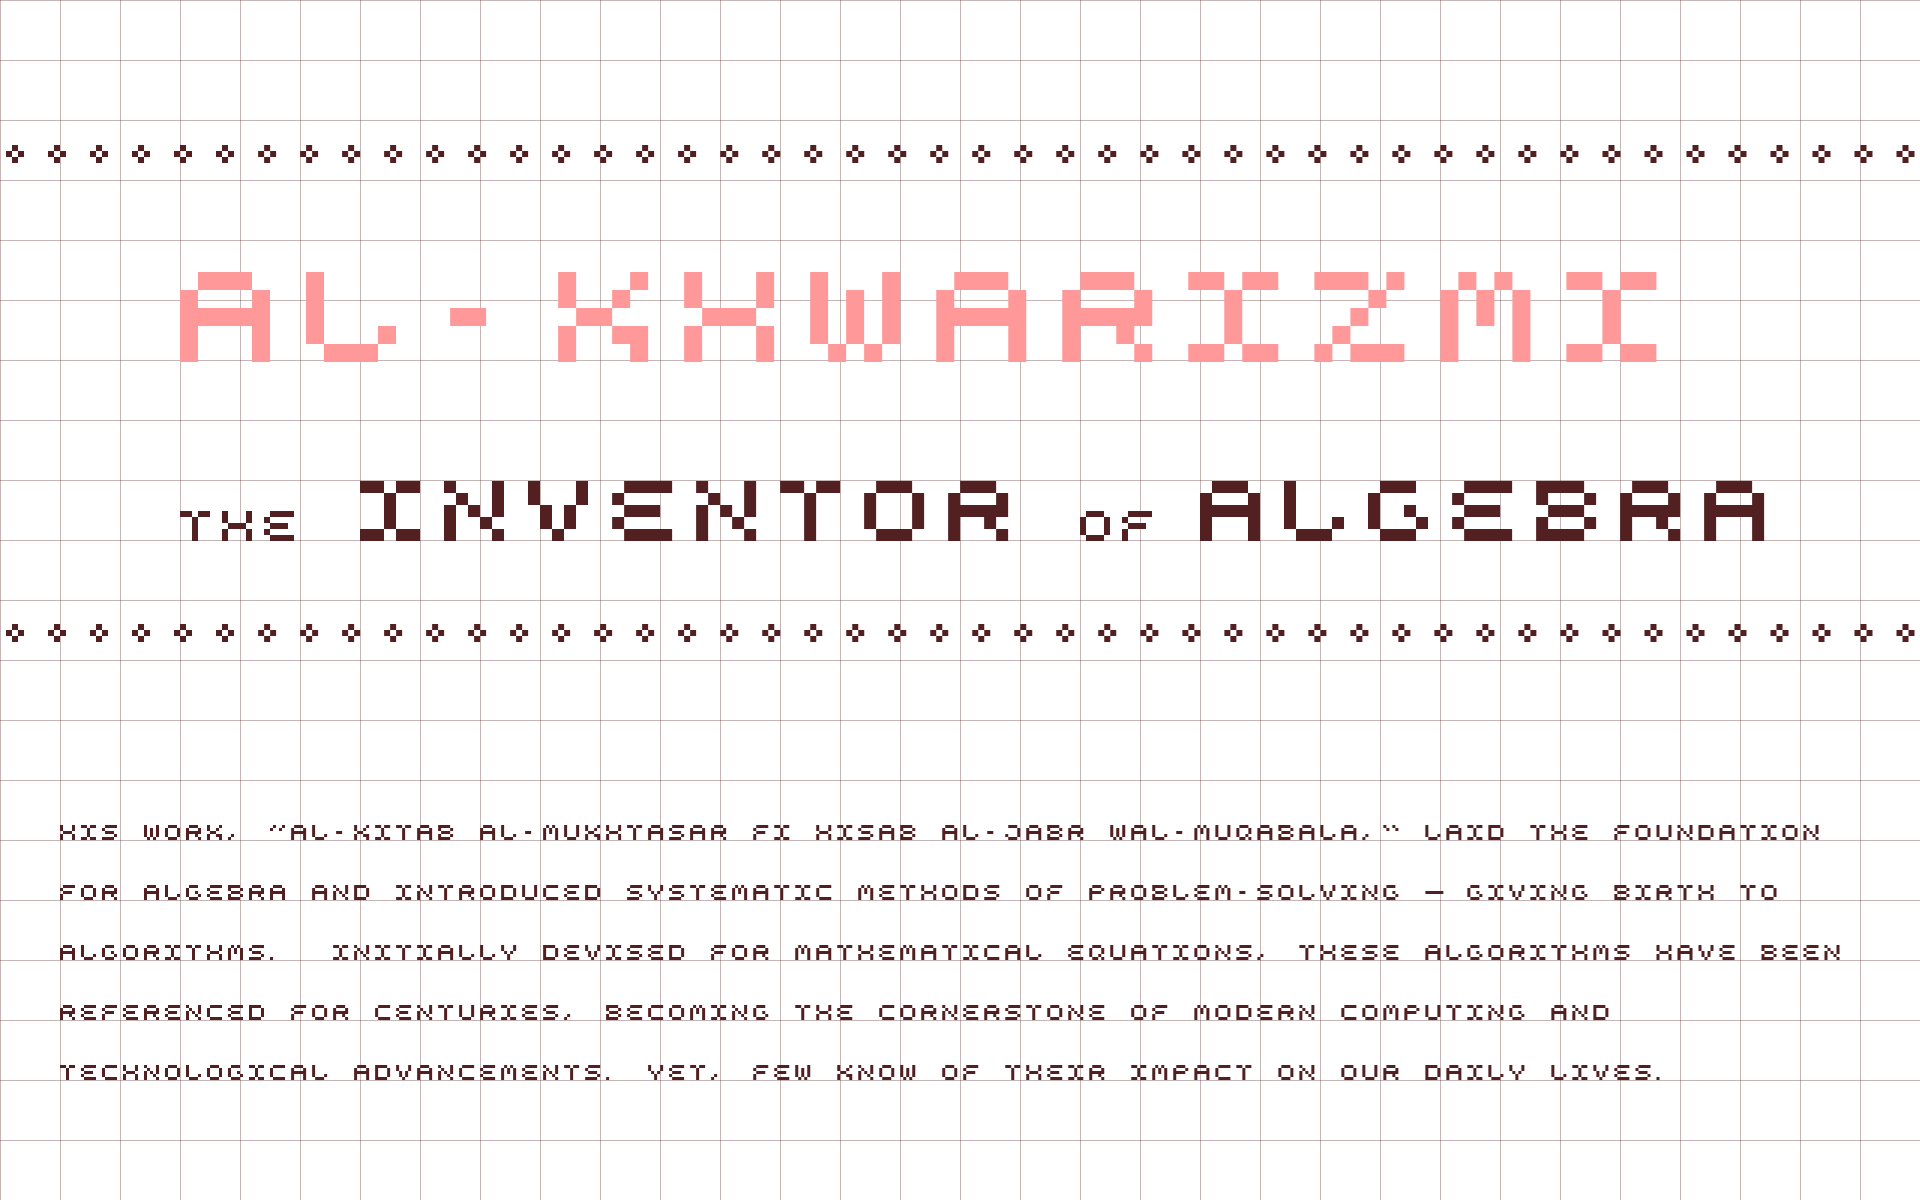 AL-KHWARIZMI
THE INVENTOR OF ALGEBRA
HIS WORK, "AL-KITAB AL-MUKHTASAR FI HISAB AL-JABR WAL-MUQABALA," LAID THE FOUNDATION
FOR ALGEBRA AND INTRODUCED SYSTEMATIC METHODS OF PROBLEM-SOLVING — GIVING BIRTH TO
ALGORITHMS. INITIALLY DEVISED FOR MATHEMATICAL EQUATIONS, THESE ALGORITHMS HAVE BEEN
REFERENCED FOR CENTURIES, BECOMING THE CORNERSTONE OF MODERN COMPUTING AND
TECHNOLOGICAL ADVANCEMENTS. YET, FEW KNOW OF THEIR IMPACT ON OUR DAILY LIVES.